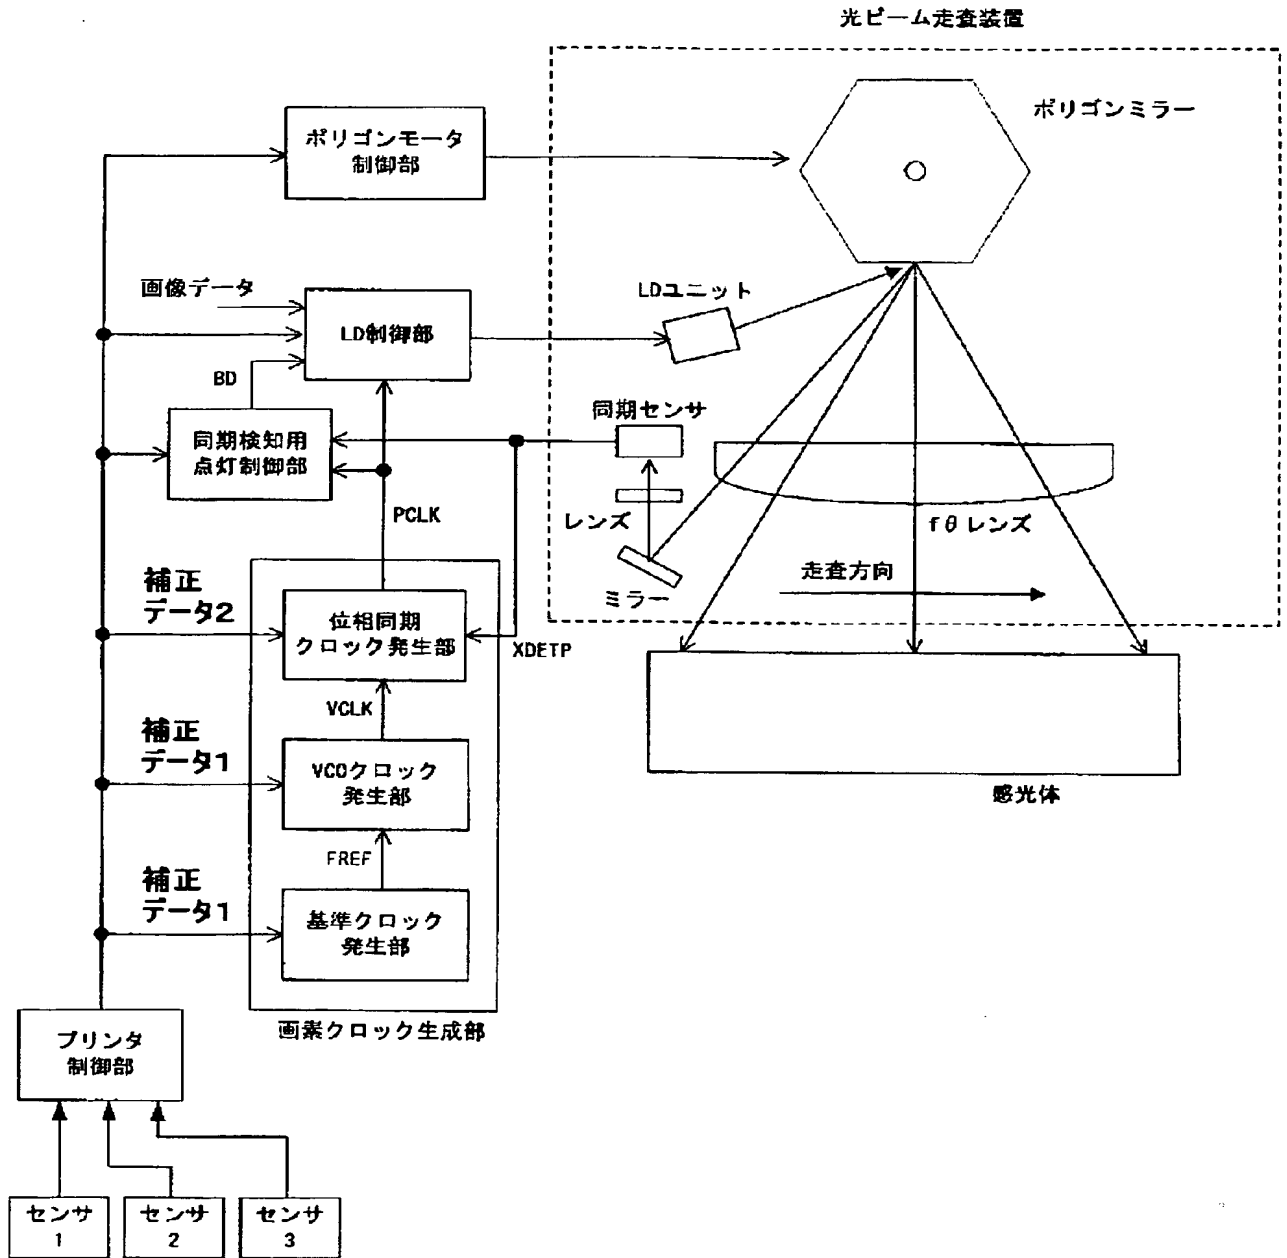 光ビーム走査装置
ポリゴンミラー
ポリゴンモータ
制御部
画像データ
LDユニット
LD制御部
BD
同期センサ
同期検知用
点灯制御部
PCLK
レンズ
fθレンズ
走査方向
ミラー
補正
データ2
位相同期
クロック発生部
XDETP
VCLK
補正
データ1
VCOクロック
発生部
感光体
FREF
補正
データ1
基準クロック
発生部
画素クロック生成部
プリンタ
制御部
センサ
1
センサ
2
センサ
3